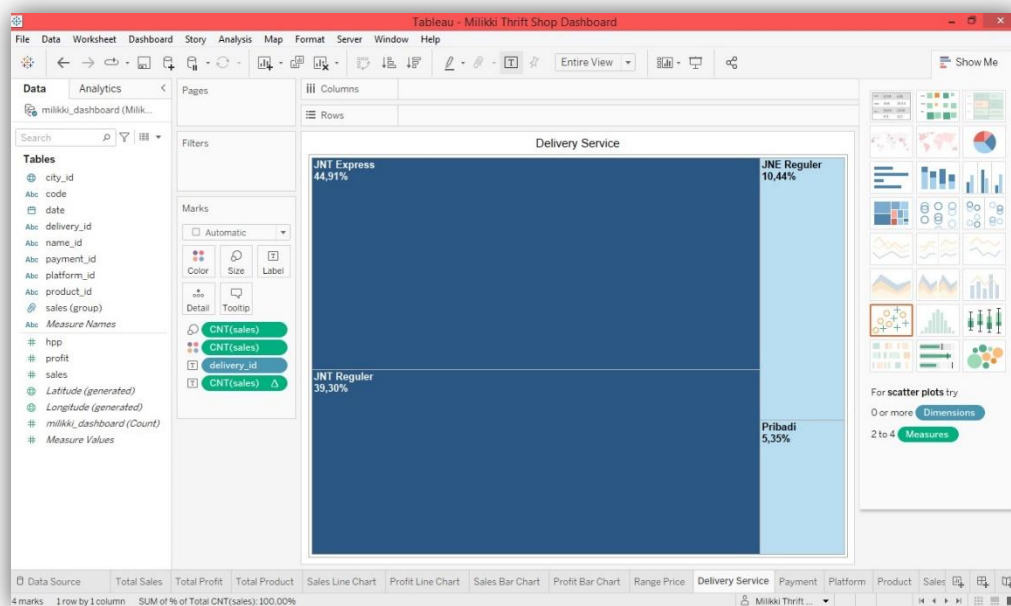 Tableau - Milikki Thrift Shop Dashboard
File Data Worksheet Dashboard Story Analysis Map Format Server Window Help
Entire View
Show Me
Data Analytics
milikki_dashboard (Milik...
Search
Tables
city_id
Abc code
date
Abc delivery_id
Abc name_id
Abc payment_id
Abc platform_id
Abc product_id
sales (group)
Abc Measure Names
# hpp
# profit
# sales
Latitude (generated)
Longitude (generated)
# milikki_dashboard (Count)
# Measure Values
Pages
Filters
Marks
Automatic
Color Size Label
Detail Tooltip
CNT(sales)
CNT(sales)
delivery_id
CNT(sales) Δ
Columns
Rows
Delivery Service
JNT Express
44,91%
JNE Reguler
10,44%
JNT Reguler
39,30%
Pribadi
5,35%
For scatter plots try
0 or more Dimensions
2 to 4 Measures
Data Source Total Sales Total Profit Total Product Sales Line Chart Profit Line Chart Sales Bar Chart Profit Bar Chart Range Price Delivery Service Payment Platform Product Sales
4 marks 1 row by 1 column SUM of % of Total CNT(sales): 100,00%
Milikki Thrift ...